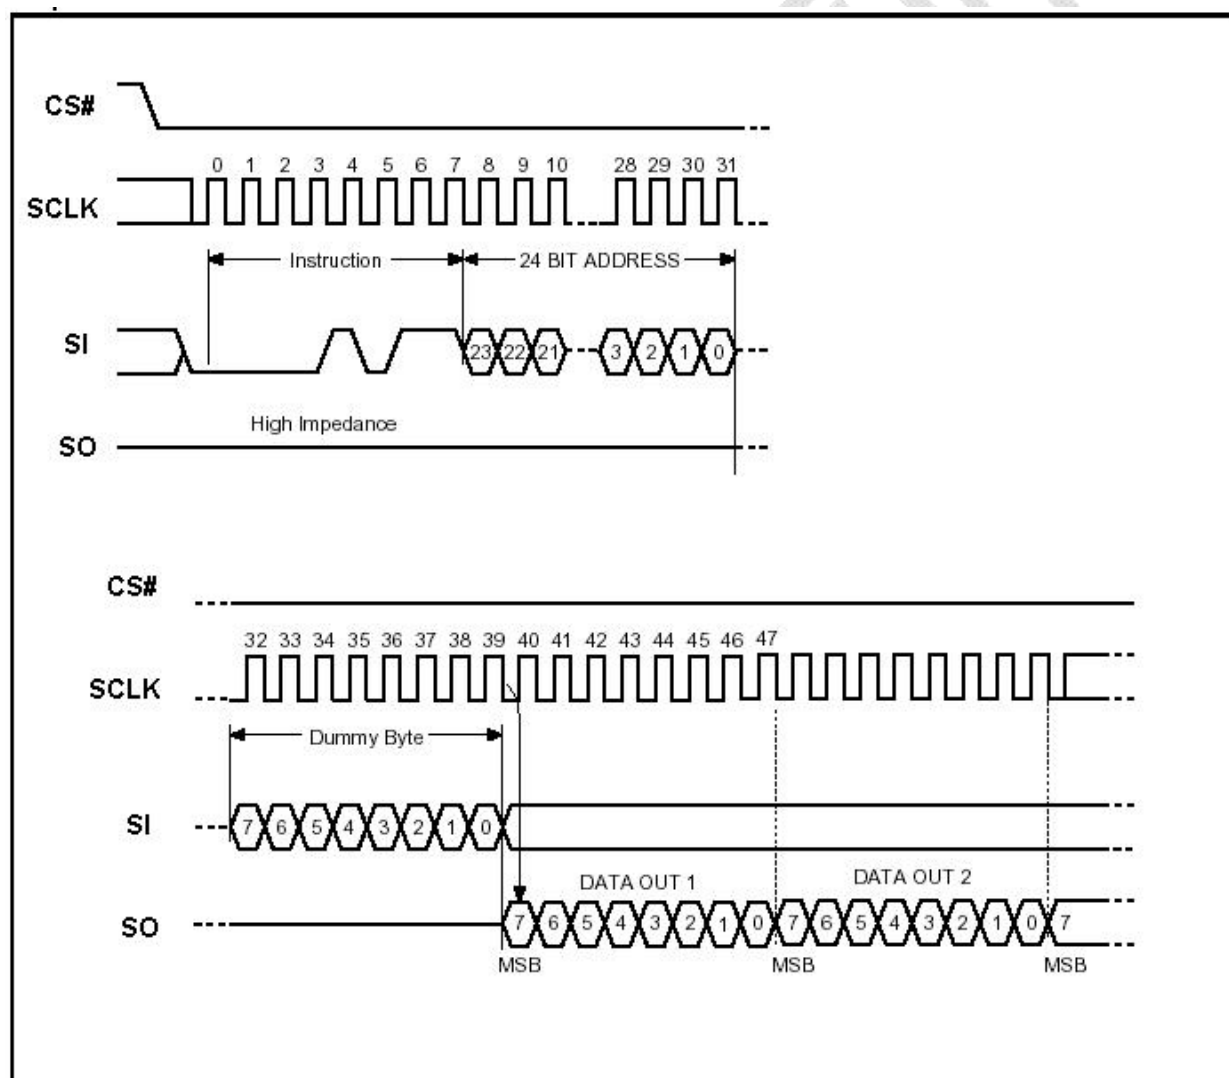 CS#
0 1 2 3 4 5 6 7 8 9 10 28 29 30 31
SCLK
Instruction 24 BIT ADDRESS
SI 23 22 21 3 2 1 0
High Impedance
SO
CS#
32 33 34 35 36 37 38 39 40 41 42 43 44 45 46 47
SCLK
Dummy Byte
SI 7 6 5 4 3 2 1 0
DATA OUT 1 DATA OUT 2
SO 7 6 5 4 3 2 1 0 7 6 5 4 3 2 1 0 7
MSB MSB MSB